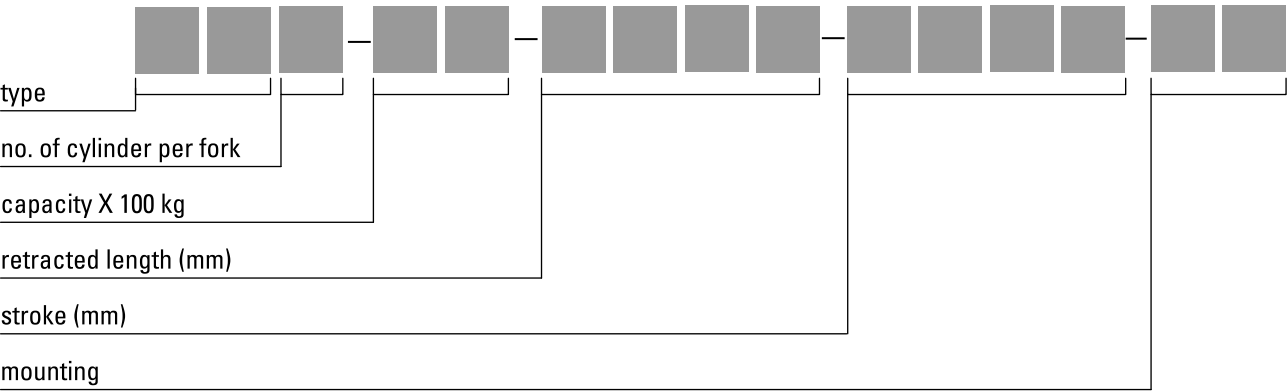 type
no. of cylinder per fork
capacity X 100 kg
retracted length (mm)
stroke (mm)
mounting